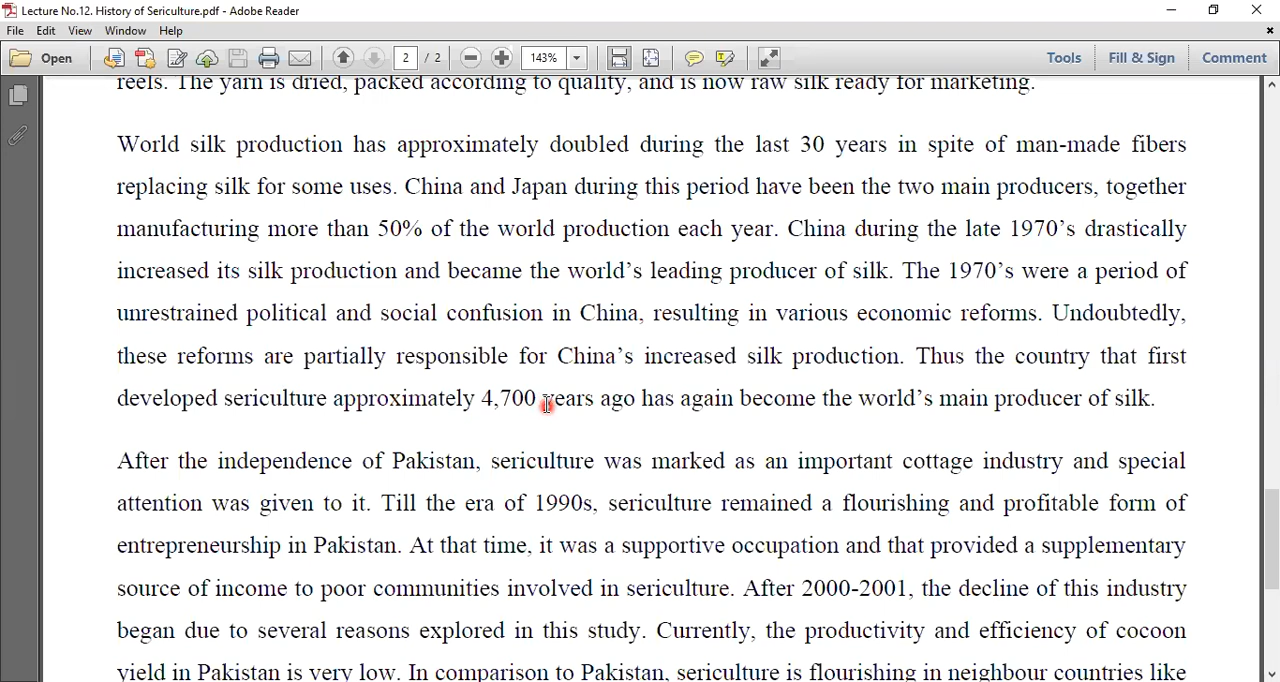 Lecture No.12. History of Sericulture.pdf - Adobe Reader
File Edit View Window Help
Open 2 / 2 143% Tools Fill & Sign Comment
reels. The yarn is dried, packed according to quality, and is now raw silk ready for marketing.
World silk production has approximately doubled during the last 30 years in spite of man-made fibers
replacing silk for some uses. China and Japan during this period have been the two main producers, together
manufacturing more than 50% of the world production each year. China during the late 1970’s drastically
increased its silk production and became the world’s leading producer of silk. The 1970’s were a period of
unrestrained political and social confusion in China, resulting in various economic reforms. Undoubtedly,
these reforms are partially responsible for China’s increased silk production. Thus the country that first
developed sericulture approximately 4,700 years ago has again become the world’s main producer of silk.
After the independence of Pakistan, sericulture was marked as an important cottage industry and special
attention was given to it. Till the era of 1990s, sericulture remained a flourishing and profitable form of
entrepreneurship in Pakistan. At that time, it was a supportive occupation and that provided a supplementary
source of income to poor communities involved in sericulture. After 2000-2001, the decline of this industry
began due to several reasons explored in this study. Currently, the productivity and efficiency of cocoon
yield in Pakistan is very low. In comparison to Pakistan, sericulture is flourishing in neighbour countries like